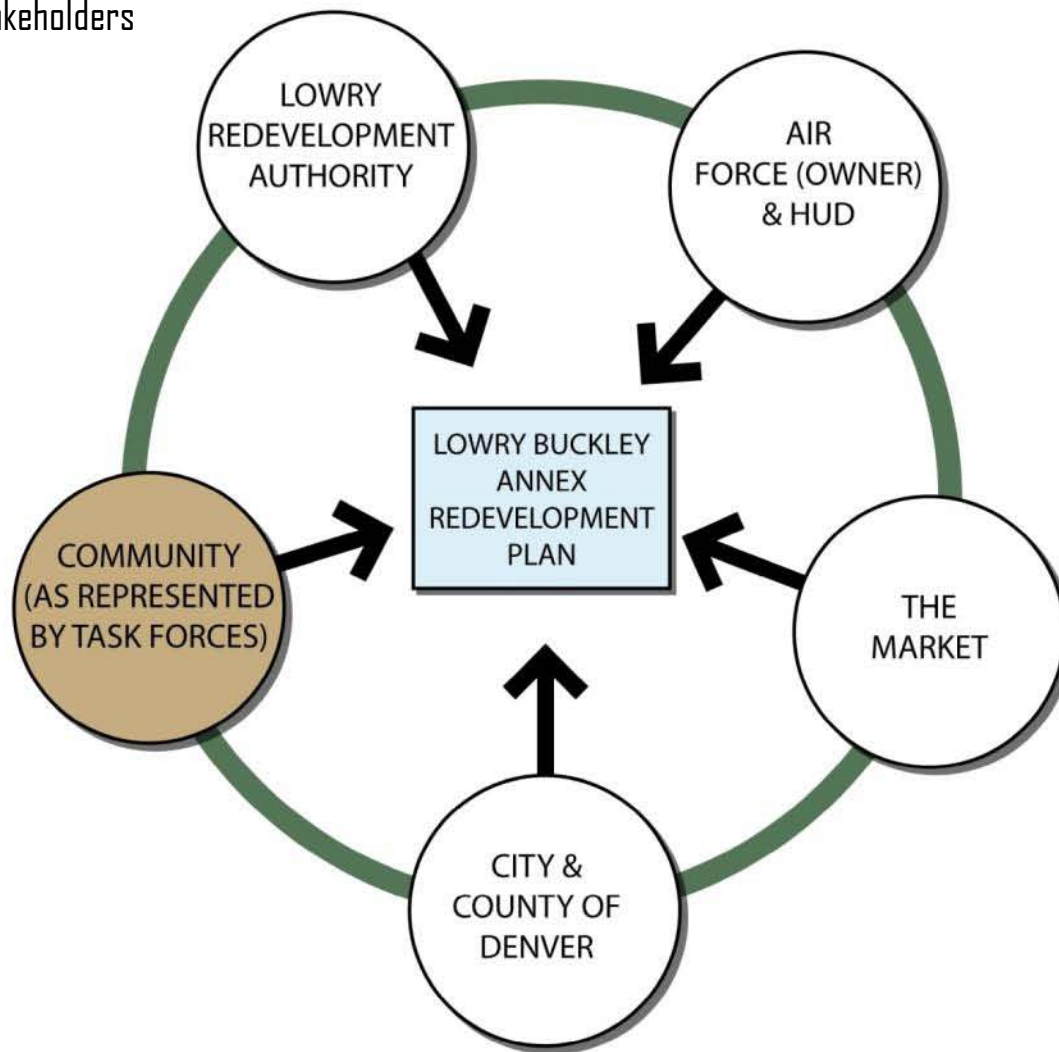 LOWRY
REDEVELOPMENT
AUTHORITY
AIR
FORCE (OWNER)
& HUD
LOWRY BUCKLEY
ANNEX
REDEVELOPMENT
PLAN
COMMUNITY
(AS REPRESENTED
BY TASK FORCES)
THE
MARKET
CITY &
COUNTY OF
DENVER